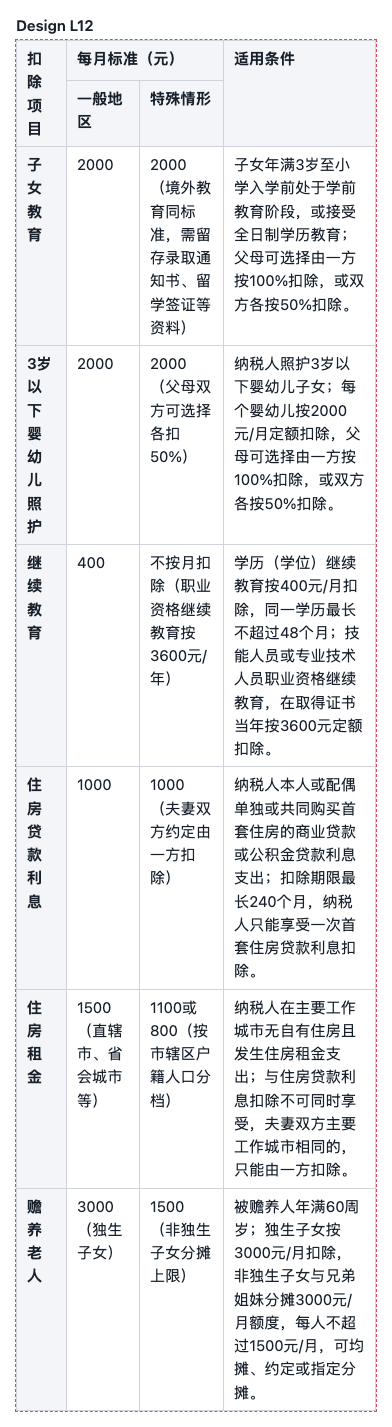 Design L12
扣
除
项
目
每月标准（元）
适用条件
一般地
区
特殊情形
子
女
教
育
2000
2000
（境外教
育同标
准，需留
存录取通
知书、留
学签证等
资料）
子女年满3岁至小
学入学前处于学前
教育阶段，或接受
全日制学历教育；
父母可选择由一方
按100%扣除，或双
方各按50%扣除。
3岁
以
下
婴
幼
儿
照
护
2000
2000
（父母双
方可选择
各扣
50%）
纳税人照护3岁以
下婴幼儿子女；每
个婴幼儿按2000
元/月定额扣除，父
母可选择由一方按
100%扣除，或双方
各按50%扣除。
继
续
教
育
400
不按月扣
除（职业
资格继续
教育按
3600元/
年）
学历（学位）继续
教育按400元/月扣
除，同一学历最长
不超过48个月；技
能人员或专业技术
人员职业资格继续
教育，在取得证书
当年按3600元定额
扣除。
住
房
贷
款
利
息
1000
1000
（夫妻双
方约定由
一方扣
除）
纳税人本人或配偶
单独或共同购买首
套住房的商业贷款
或公积金贷款利息
支出；扣除期限最
长240个月，纳税
人只能享受一次首
套住房贷款利息扣
除。
住
房
租
金
1500
（直辖
市、省
会城市
等）
1100或
800（按
市辖区户
籍人口分
档）
纳税人在主要工作
城市无自有住房且
发生住房租金支
出；与住房贷款利
息扣除不可同时享
受，夫妻双方主要
工作城市相同的，
只能由一方扣除。
赡
养
老
人
3000
（独生
子女）
1500
（非独生
子女分摊
上限）
被赡养人年满60周
岁；独生子女按
3000元/月扣除，
非独生子女与兄弟
姐妹分摊3000元/
月额度，每人不超
过1500元/月，可均
摊、约定或指定分
摊。